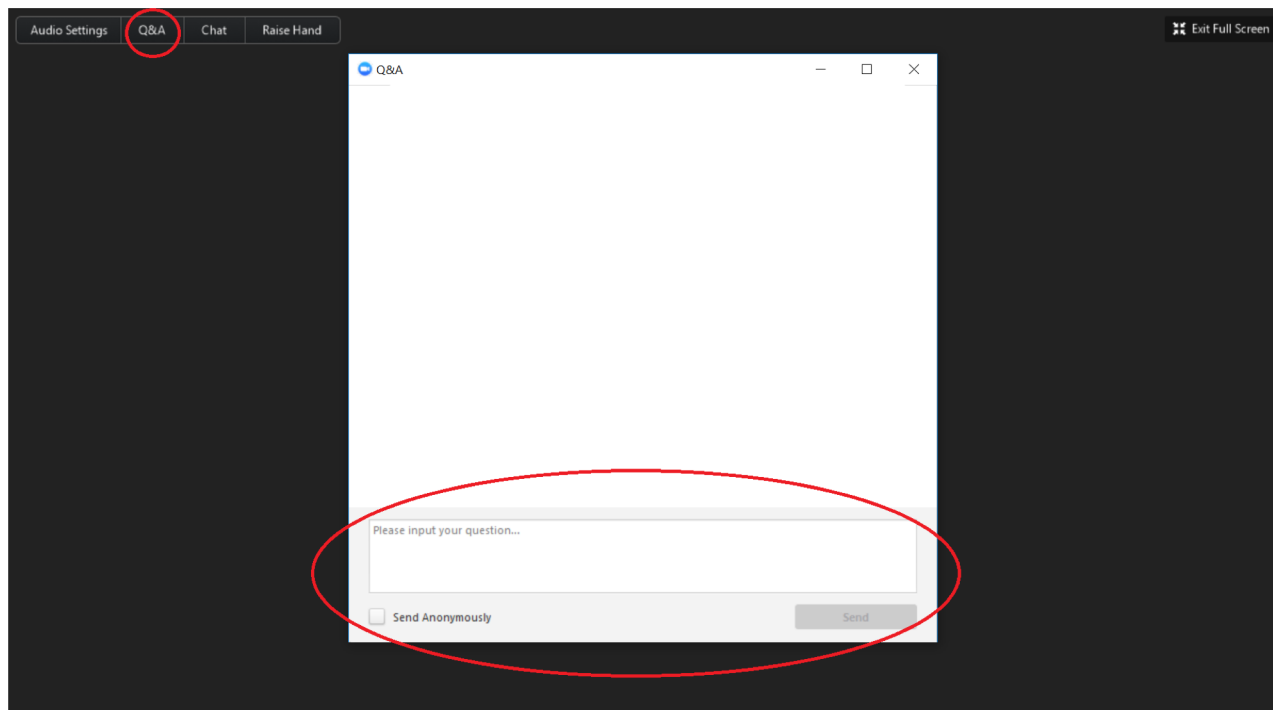 Audio Settings Q&A Chat Raise Hand Exit Full Screen
Q&A
Please input your question...
Send Anonymously Send